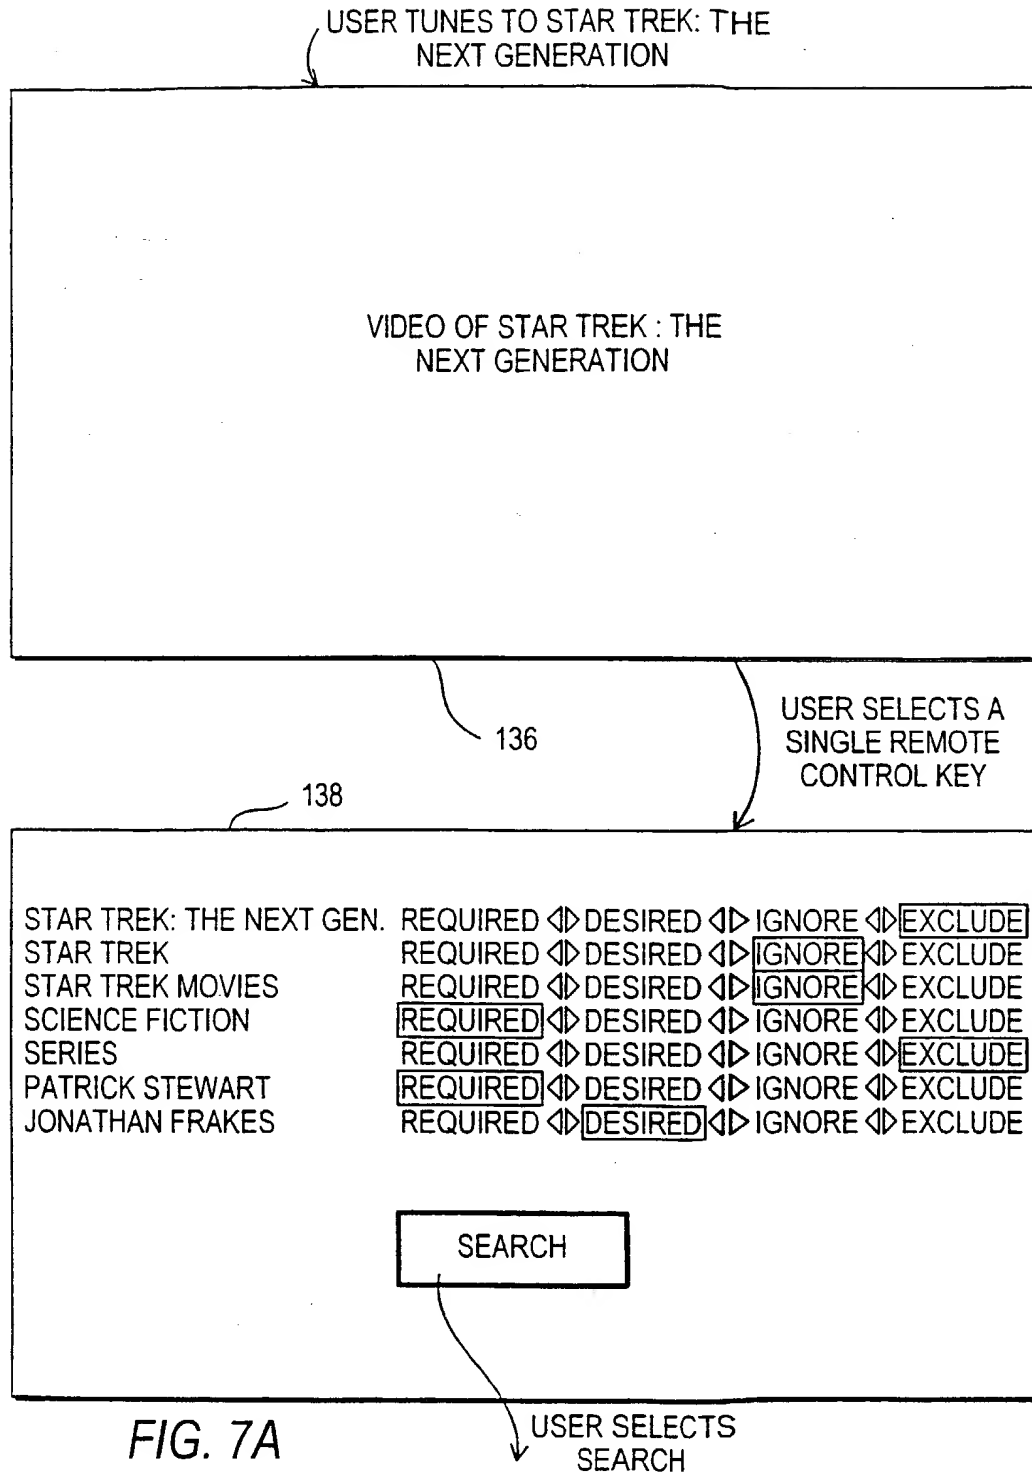 USER TUNES TO STAR TREK: THE
NEXT GENERATION
VIDEO OF STAR TREK : THE
NEXT GENERATION
136
USER SELECTS A
SINGLE REMOTE
CONTROL KEY
138
STAR TREK: THE NEXT GEN. REQUIRED ◁▷ DESIRED ◁▷ IGNORE ◁▷ EXCLUDE
STAR TREK REQUIRED ◁▷ DESIRED ◁▷ IGNORE ◁▷ EXCLUDE
STAR TREK MOVIES REQUIRED ◁▷ DESIRED ◁▷ IGNORE ◁▷ EXCLUDE
SCIENCE FICTION REQUIRED ◁▷ DESIRED ◁▷ IGNORE ◁▷ EXCLUDE
SERIES REQUIRED ◁▷ DESIRED ◁▷ IGNORE ◁▷ EXCLUDE
PATRICK STEWART REQUIRED ◁▷ DESIRED ◁▷ IGNORE ◁▷ EXCLUDE
JONATHAN FRAKES REQUIRED ◁▷ DESIRED ◁▷ IGNORE ◁▷ EXCLUDE
SEARCH
USER SELECTS
SEARCH
FIG. 7A